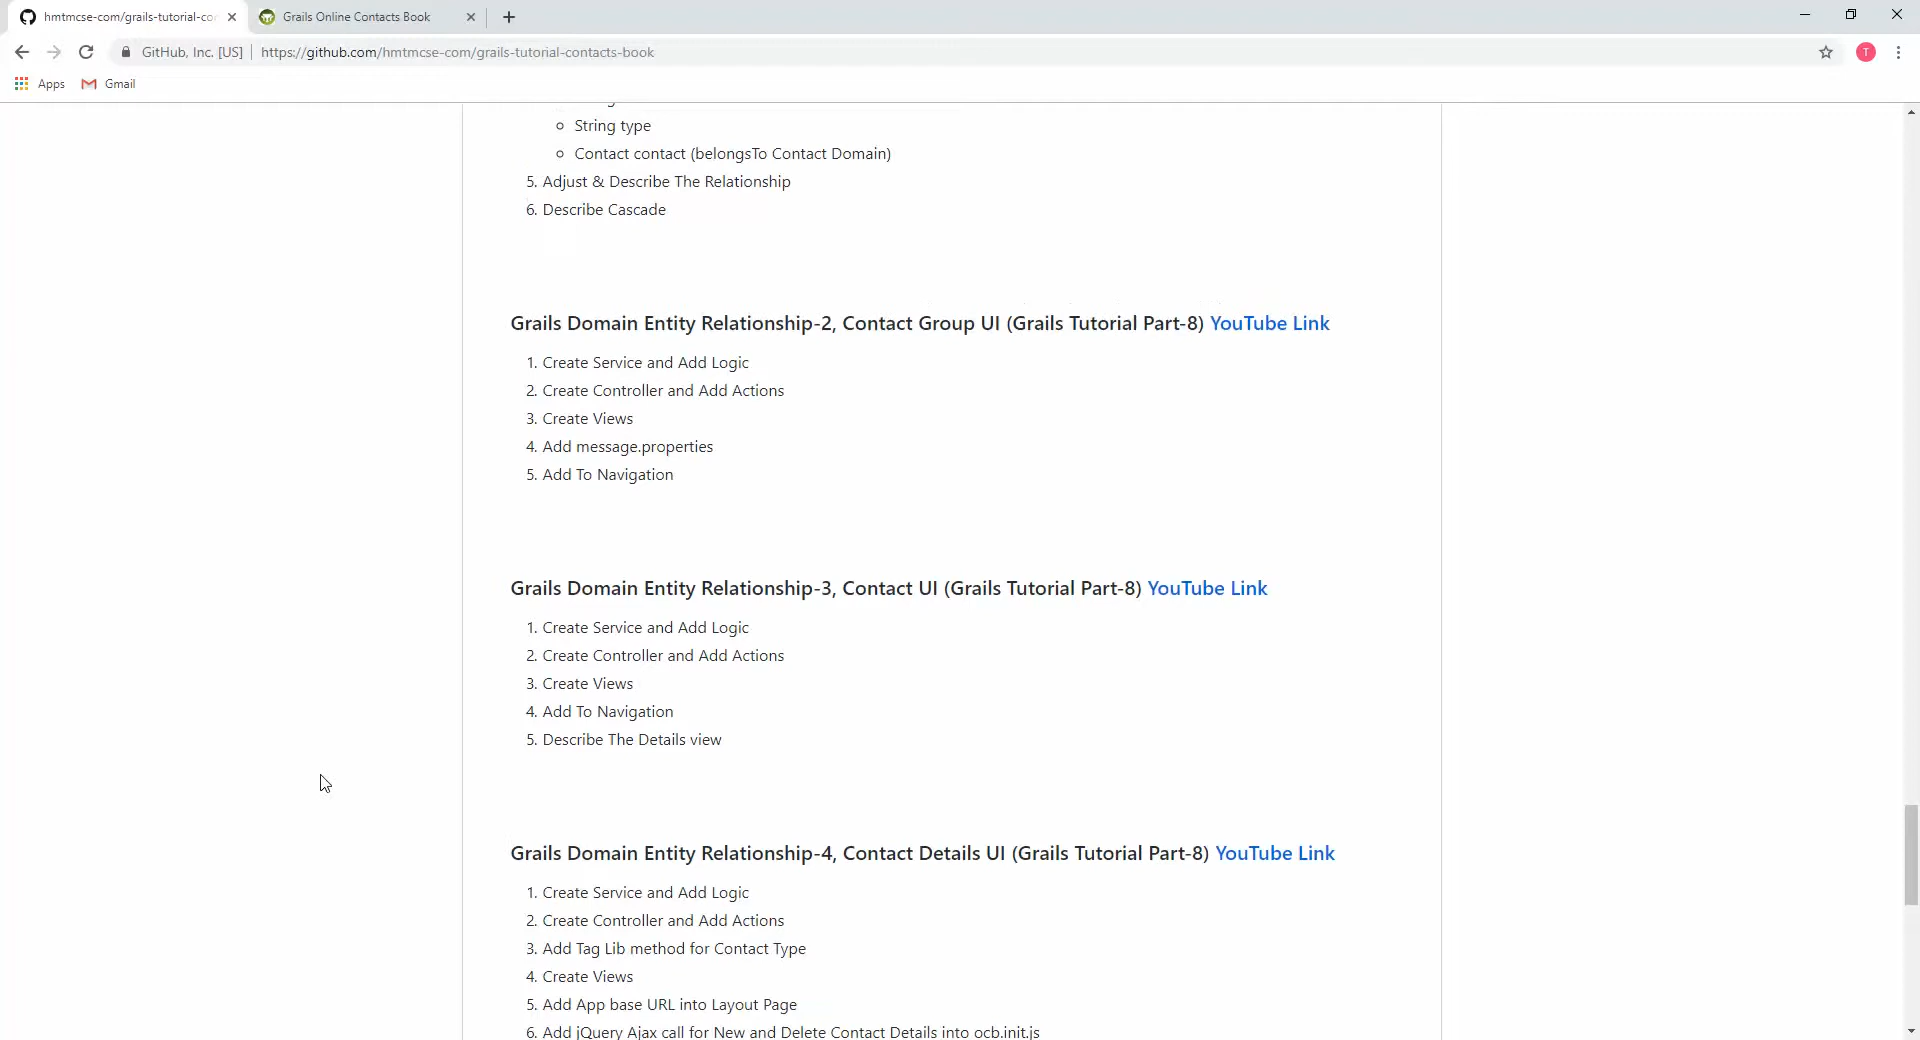 hmtmcse-com/grails-tutorial-co
Grails Online Contacts Book
GitHub, Inc. [US]
https://github.com/hmtmcse-com/grails-tutorial-contacts-book
T
Apps
Gmail
String type
Contact contact (belongsTo Contact Domain)
5. Adjust & Describe The Relationship
6. Describe Cascade
Grails Domain Entity Relationship-2, Contact Group UI (Grails Tutorial Part-8) YouTube Link
1. Create Service and Add Logic
2. Create Controller and Add Actions
3. Create Views
4. Add message.properties
5. Add To Navigation
Grails Domain Entity Relationship-3, Contact UI (Grails Tutorial Part-8) YouTube Link
1. Create Service and Add Logic
2. Create Controller and Add Actions
3. Create Views
4. Add To Navigation
5. Describe The Details view
Grails Domain Entity Relationship-4, Contact Details UI (Grails Tutorial Part-8) YouTube Link
1. Create Service and Add Logic
2. Create Controller and Add Actions
3. Add Tag Lib method for Contact Type
4. Create Views
5. Add App base URL into Layout Page
6. Add jQuery Ajax call for New and Delete Contact Details into ocb.init.js